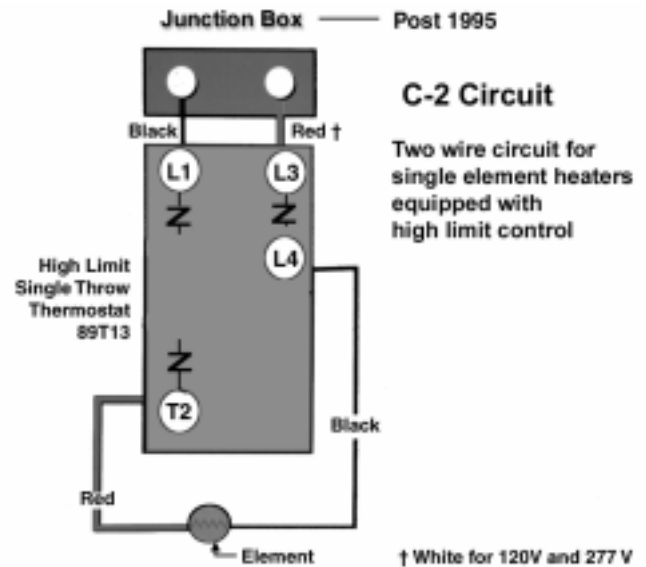 Junction Box — Post 1995
C-2 Circuit
Black
Red †
Two wire circuit for
single element heaters
equipped with
high limit control
L1
L3
L4
High Limit
Single Throw
Thermostat
89T13
T2
Black
Red
Element
† White for 120V and 277 V